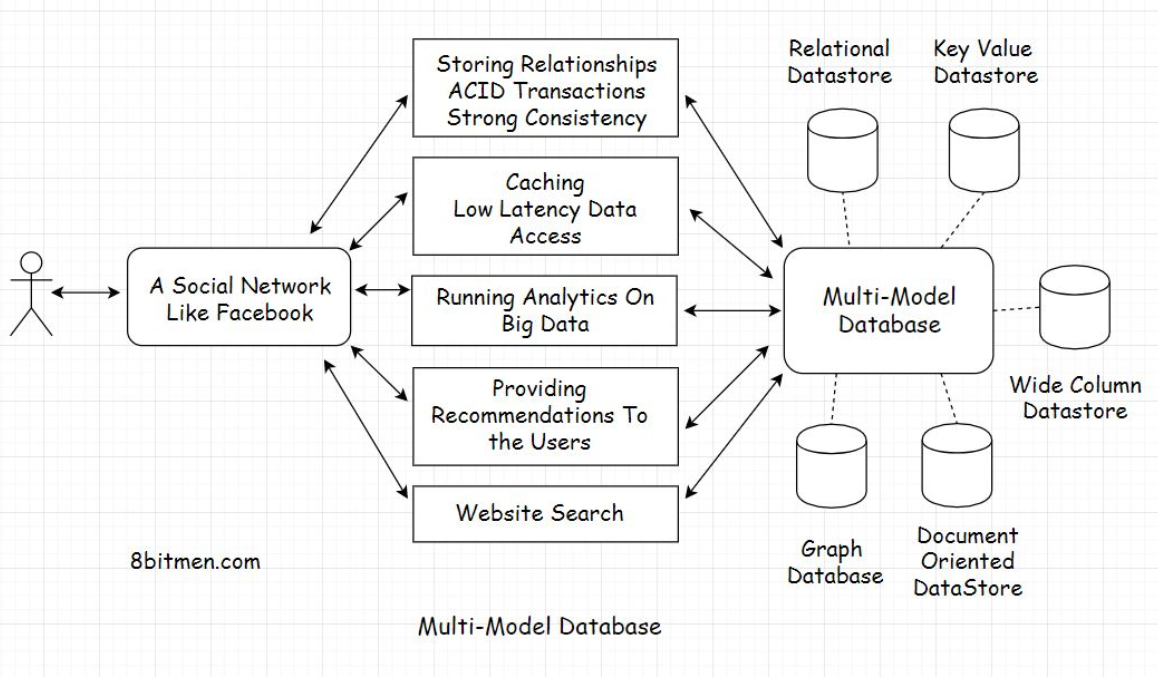 Storing Relationships
ACID Transactions
Strong Consistency
Caching
Low Latency Data
Access
A Social Network
Like Facebook
Running Analytics On
Big Data
Providing
Recommendations To
the Users
Website Search
Relational
Datastore
Key Value
Datastore
Multi-Model
Database
Wide Column
Datastore
Graph
Database
Document
Oriented
DataStore
8bitmen.com
Multi-Model Database